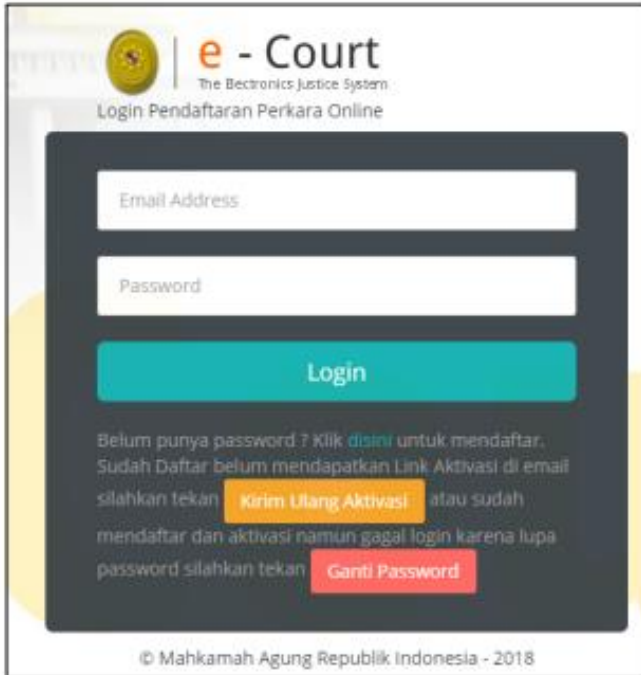 e - Court
The Electronics Justice System
Login Pendaftaran Perkara Online
Email Address
Password
Login
Belum punya password ? Klik disini untuk mendaftar.
Sudah Daftar belum mendapatkan Link Aktivasi di email
silahkan tekan Kirim Ulang Aktivasi atau sudah
mendaftar dan aktivasi namun gagal login karena lupa
password silahkan tekan Ganti Password
© Mahkamah Agung Republik Indonesia - 2018